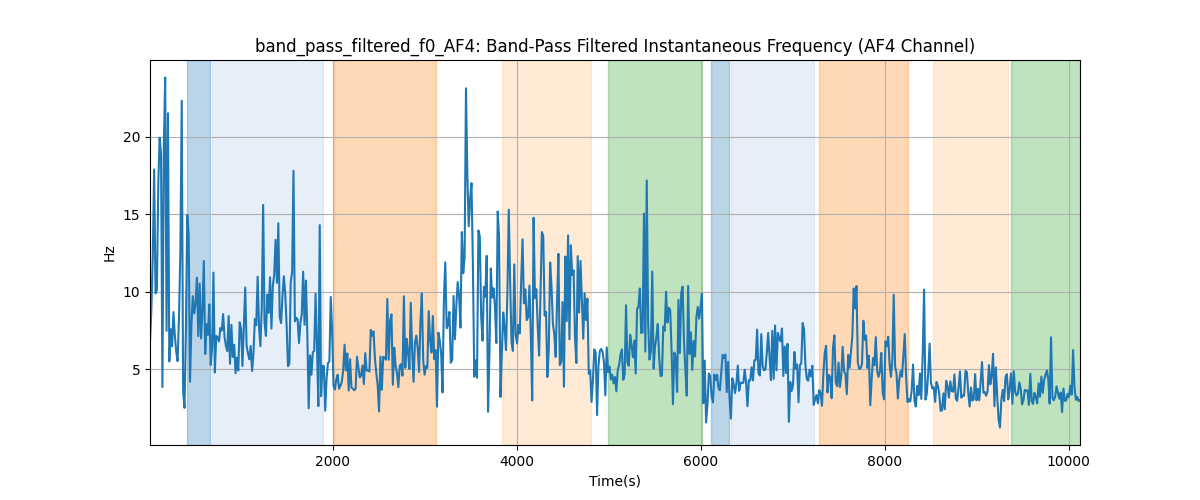 band_pass_filtered_f0_AF4: Band-Pass Filtered Instantaneous Frequency (AF4 Channel)
20
15
10
5
Hz
2000 4000 6000 8000 10000
Time(s)